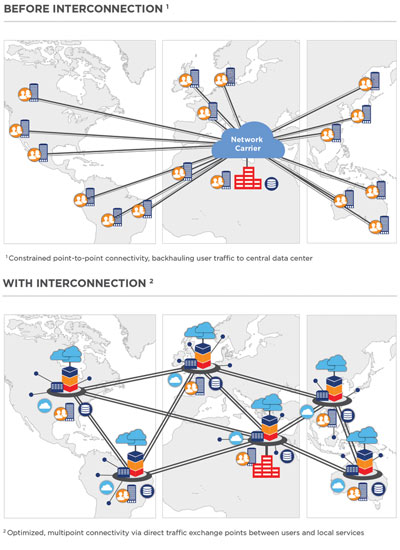 BEFORE INTERCONNECTION 1
Network
Carrier
1 Constrained point-to-point connectivity, backhauling user traffic to central data center
WITH INTERCONNECTION 2
2 Optimized, multipoint connectivity via direct traffic exchange points between users and local services